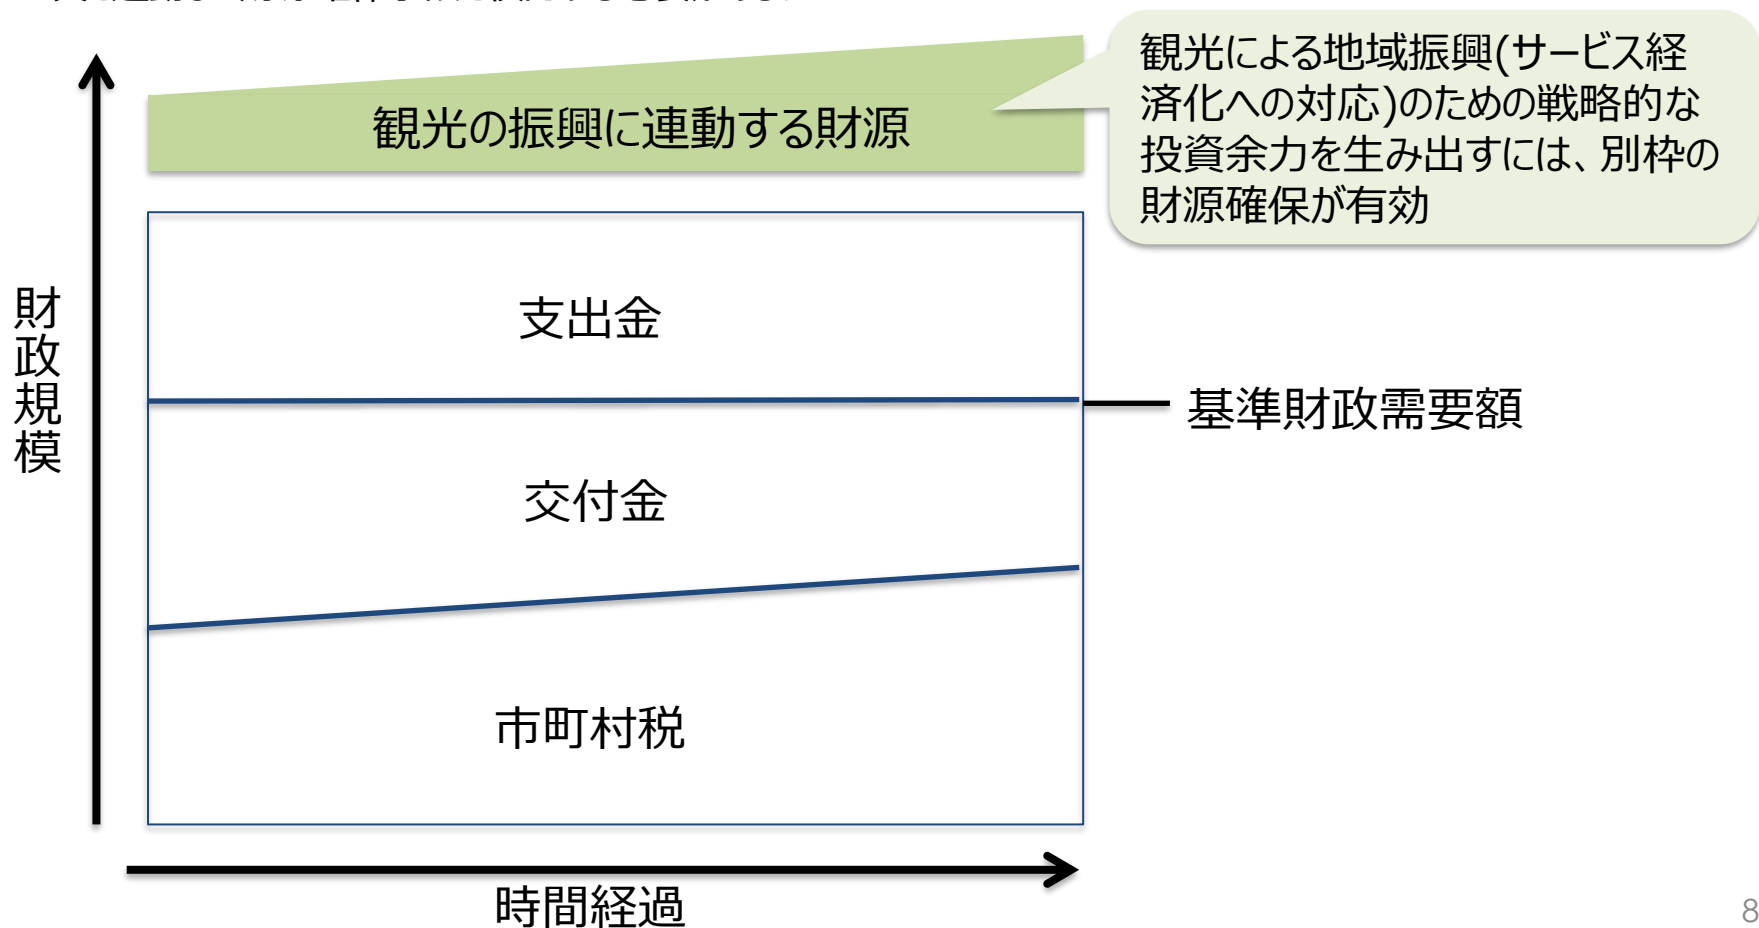 観光による地域振興(サービス経
済化への対応)のための戦略的な
投資余力を生み出すには、別枠の
財源確保が有効
観光の振興に連動する財源
支出金
財政規模
基準財政需要額
交付金
市町村税
時間経過
8